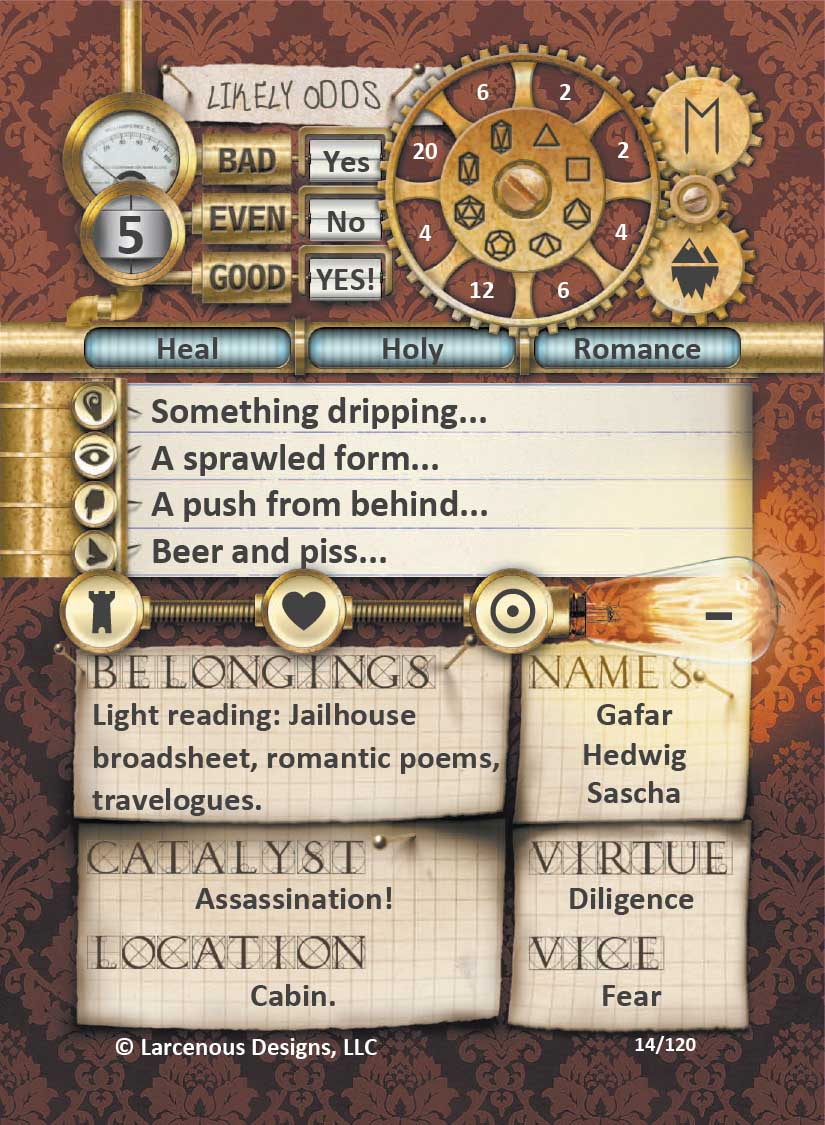 LIKELY ODDS
BAD Yes
5
EVEN No
GOOD YES!
6 2
20 2
4 4
12 6
ᛖ
Heal Holy Romance
Something dripping...
A sprawled form...
A push from behind...
Beer and piss...
-
BELONGINGS
Light reading: Jailhouse
broadsheet, romantic poems,
travelogues.
NAMES
Gafar
Hedwig
Sascha
CATALYST
Assassination!
LOCATION
Cabin.
VIRTUE
Diligence
VICE
Fear
© Larcenous Designs, LLC
14/120